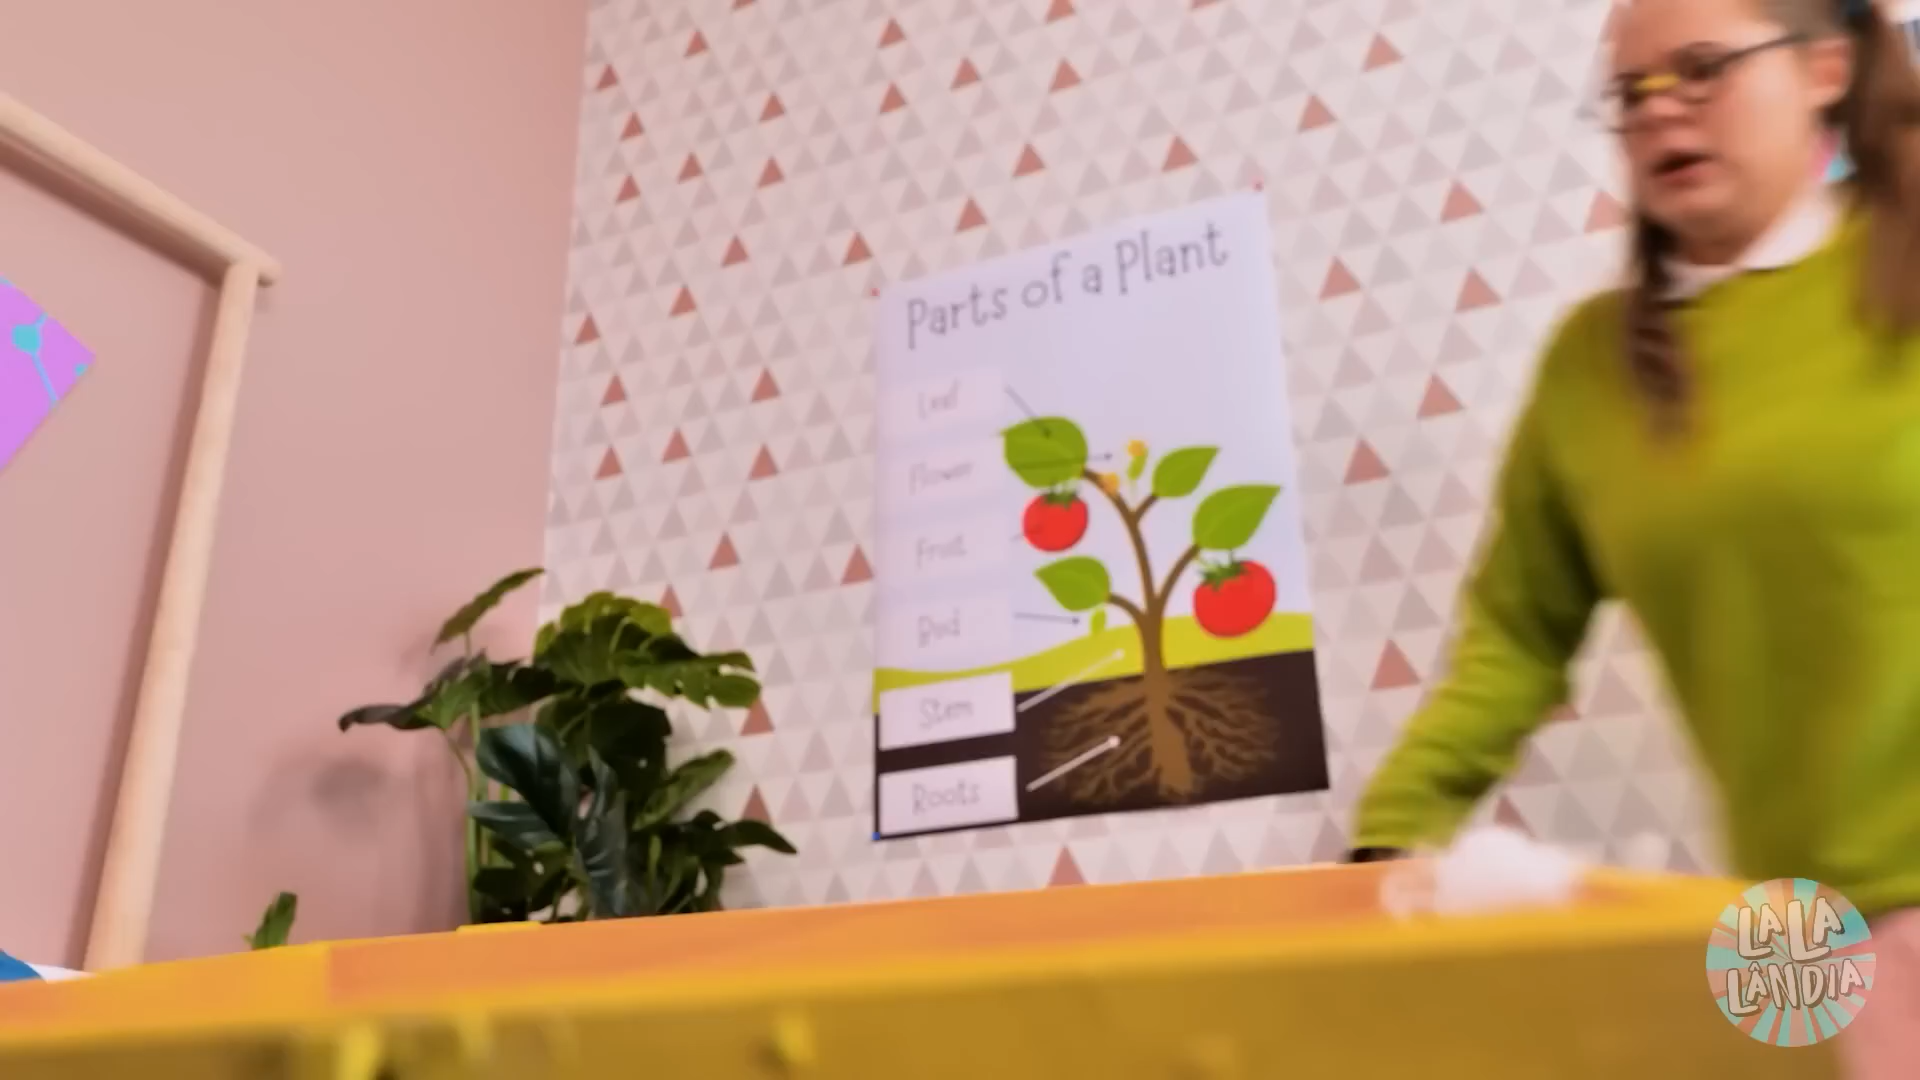 Parts of a Plant
Leaf
Flower
Fruit
Bud
Stem
Roots
LA LA
LÂNDIA